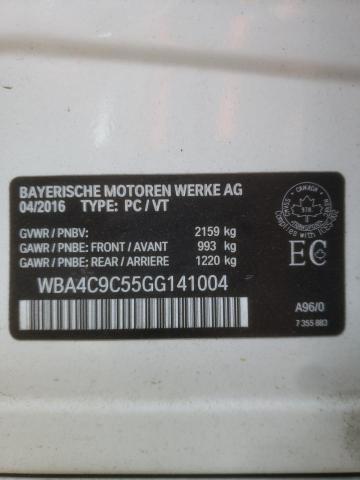 BAYERISCHE MOTOREN WERKE AG
04/2016 TYPE: PC / VT
GVWR / PNBV: 2159 kg
GAWR / PNBE: FRONT / AVANT 993 kg
GAWR / PNBE: REAR / ARRIERE 1220 kg
WBA4C9C55GG141004
CANADA
EC
A96/0
7 355 883